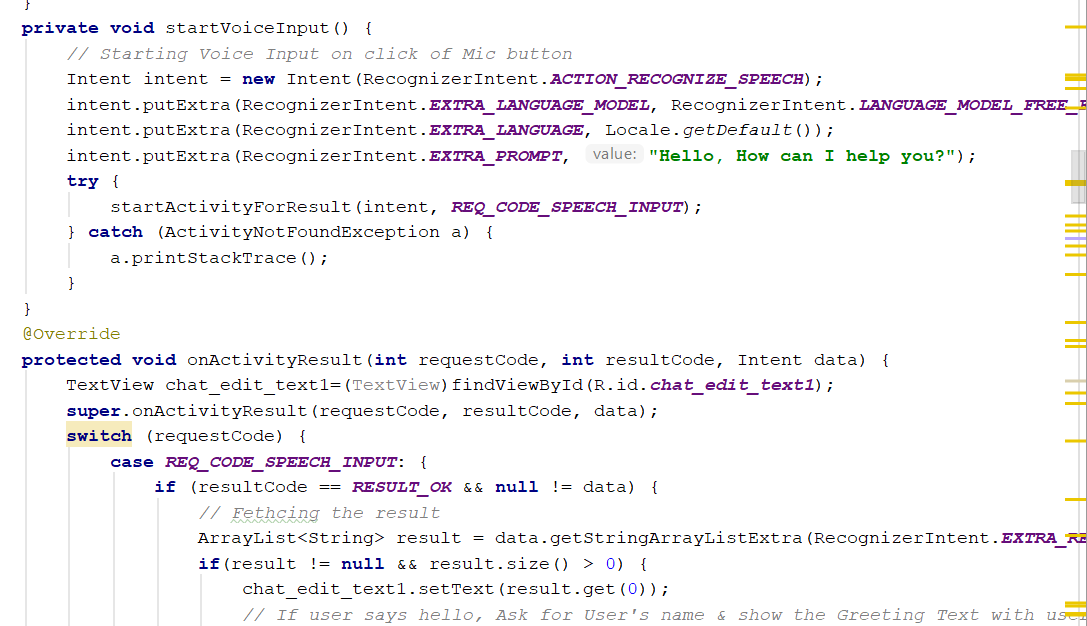 }
private void startVoiceInput() {
// Starting Voice Input on click of Mic button
Intent intent = new Intent(RecognizerIntent.ACTION_RECOGNIZE_SPEECH);
intent.putExtra(RecognizerIntent.EXTRA_LANGUAGE_MODEL, RecognizerIntent.LANGUAGE_MODEL_FREE_
intent.putExtra(RecognizerIntent.EXTRA_LANGUAGE, Locale.getDefault());
intent.putExtra(RecognizerIntent.EXTRA_PROMPT, value: "Hello, How can I help you?");
try {
startActivityForResult(intent, REQ_CODE_SPEECH_INPUT);
} catch (ActivityNotFoundException a) {
a.printStackTrace();
}
}
@Override
protected void onActivityResult(int requestCode, int resultCode, Intent data) {
TextView chat_edit_text1=(TextView)findViewById(R.id.chat_edit_text1);
super.onActivityResult(requestCode, resultCode, data);
switch (requestCode) {
case REQ_CODE_SPEECH_INPUT: {
if (resultCode == RESULT_OK && null != data) {
// Fethcing the result
ArrayList<String> result = data.getStringArrayListExtra(RecognizerIntent.EXTRA_RE
if(result != null && result.size() > 0) {
chat_edit_text1.setText(result.get(0));
// If user says hello, Ask for User's name & show the Greeting Text with use